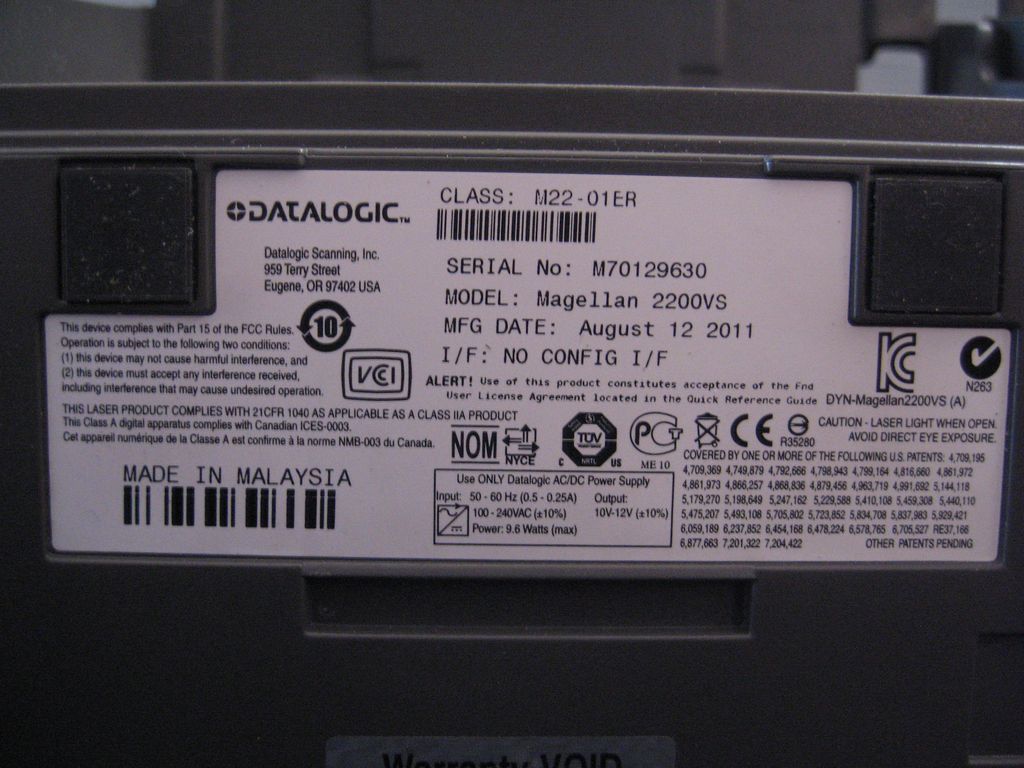 DATALOGIC™
CLASS: M22-01ER
Datalogic Scanning, Inc.
959 Terry Street
Eugene, OR 97402 USA
SERIAL No: M70129630
MODEL: Magellan 2200VS
MFG DATE: August 12 2011
I/F: NO CONFIG I/F
10
VCI
This device complies with Part 15 of the FCC Rules.
Operation is subject to the following two conditions:
(1) this device may not cause harmful interference, and
(2) this device must accept any interference received,
including interference that may cause undesired operation.
ALERT! Use of this product constitutes acceptance of the End
User License Agreement located in the Quick Reference Guide
KC
N263
DYN-Magellan2200VS (A)
THIS LASER PRODUCT COMPLIES WITH 21CFR 1040 AS APPLICABLE AS A CLASS IIA PRODUCT
This Class A digital apparatus complies with Canadian ICES-0003.
Cet appareil numérique de la Classe A est confirme à la norme NMB-003 du Canada.
NOM
NYCE
TUV
NRTL
C US
ME 10
CE
R35280
CAUTION - LASER LIGHT WHEN OPEN.
AVOID DIRECT EYE EXPOSURE.
MADE IN MALAYSIA
Use ONLY Datalogic AC/DC Power Supply
Input: 50 - 60 Hz (0.5 - 0.25A) Output:
100 - 240VAC (±10%) 10V-12V (±10%)
Power: 9.6 Watts (max)
COVERED BY ONE OR MORE OF THE FOLLOWING U.S. PATENTS: 4,709,195
4,709,369 4,749,879 4,792,666 4,798,943 4,799,164 4,816,660 4,861,972
4,861,973 4,866,257 4,868,836 4,879,456 4,963,719 4,991,692 5,144,118
5,179,270 5,198,649 5,247,162 5,229,588 5,410,108 5,459,308 5,440,110
5,475,207 5,493,108 5,705,802 5,723,852 5,834,708 5,837,983 5,929,421
6,059,189 6,237,852 6,454,168 6,478,224 6,578,765 6,705,527 RE37,166
6,877,663 7,201,322 7,204,422 OTHER PATENTS PENDING
Warranty VOID